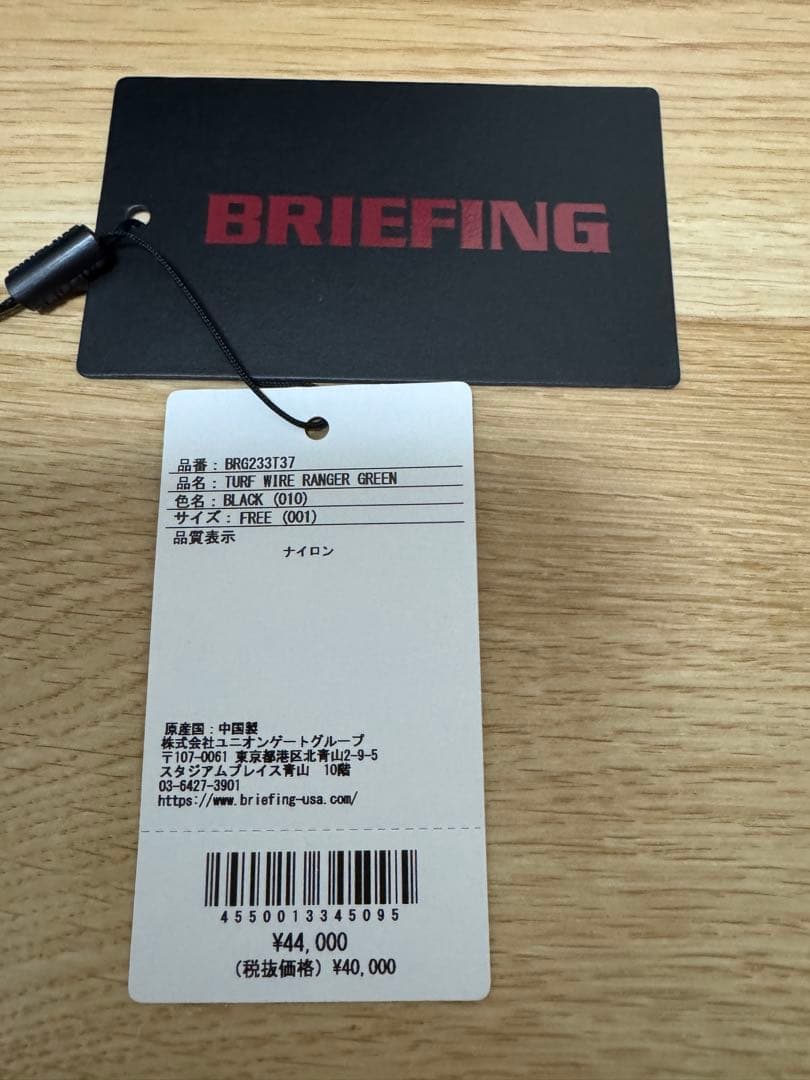 BRIEFING
品番 : BRG233T37
品名 : TURF WIRE RANGER GREEN
色名 : BLACK (010)
サイズ : FREE (001)
品質表示
ナイロン
原産国 : 中国製
株式会社ユニオンゲートグループ
〒107-0061 東京都港区北青山2-9-5
スタジアムプレイス青山 10階
03-6427-3901
https://www.briefing-usa.com/
4550013345095
¥44,000
(税抜価格) ¥40,000